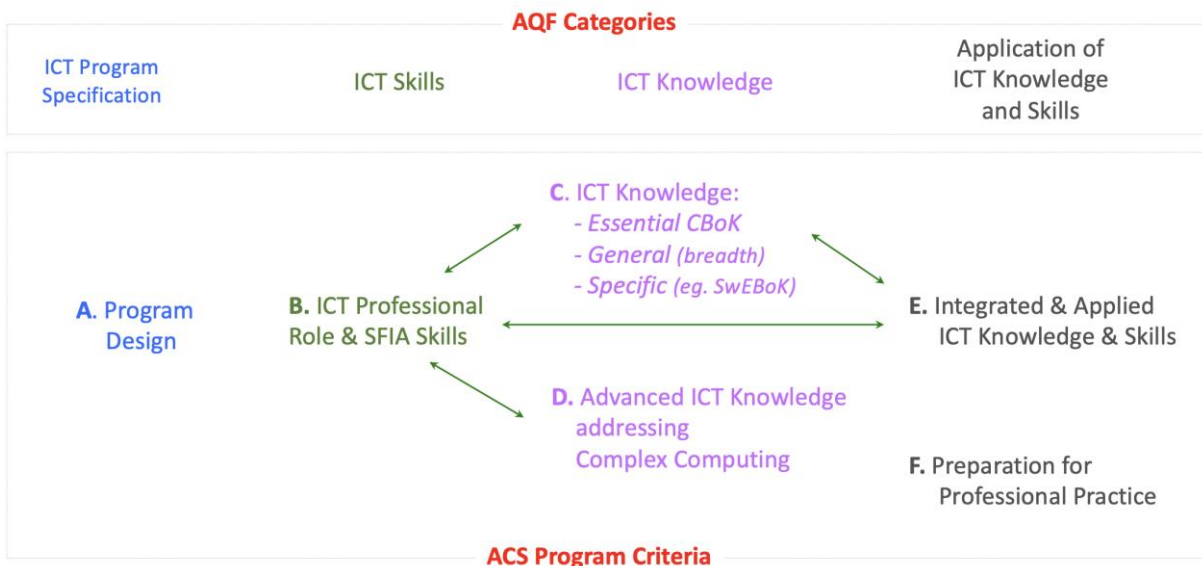 AQF Categories
ICT Program
Specification
ICT Skills
ICT Knowledge
Application of
ICT Knowledge
and Skills
A. Program
Design
B. ICT Professional
Role & SFIA Skills
C. ICT Knowledge:
- Essential CBoK
- General (breadth)
- Specific (eg. SwEBoK)
D. Advanced ICT Knowledge
addressing
Complex Computing
E. Integrated & Applied
ICT Knowledge & Skills
F. Preparation for
Professional Practice
ACS Program Criteria